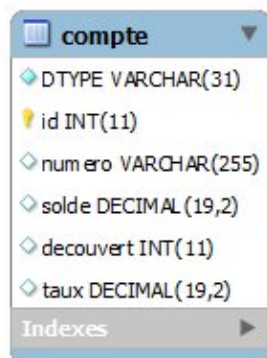 compte
DTYPE VARCHAR(31)
id INT(11)
numero VARCHAR(255)
solde DECIMAL(19,2)
decouvert INT(11)
taux DECIMAL(19,2)
Indexes